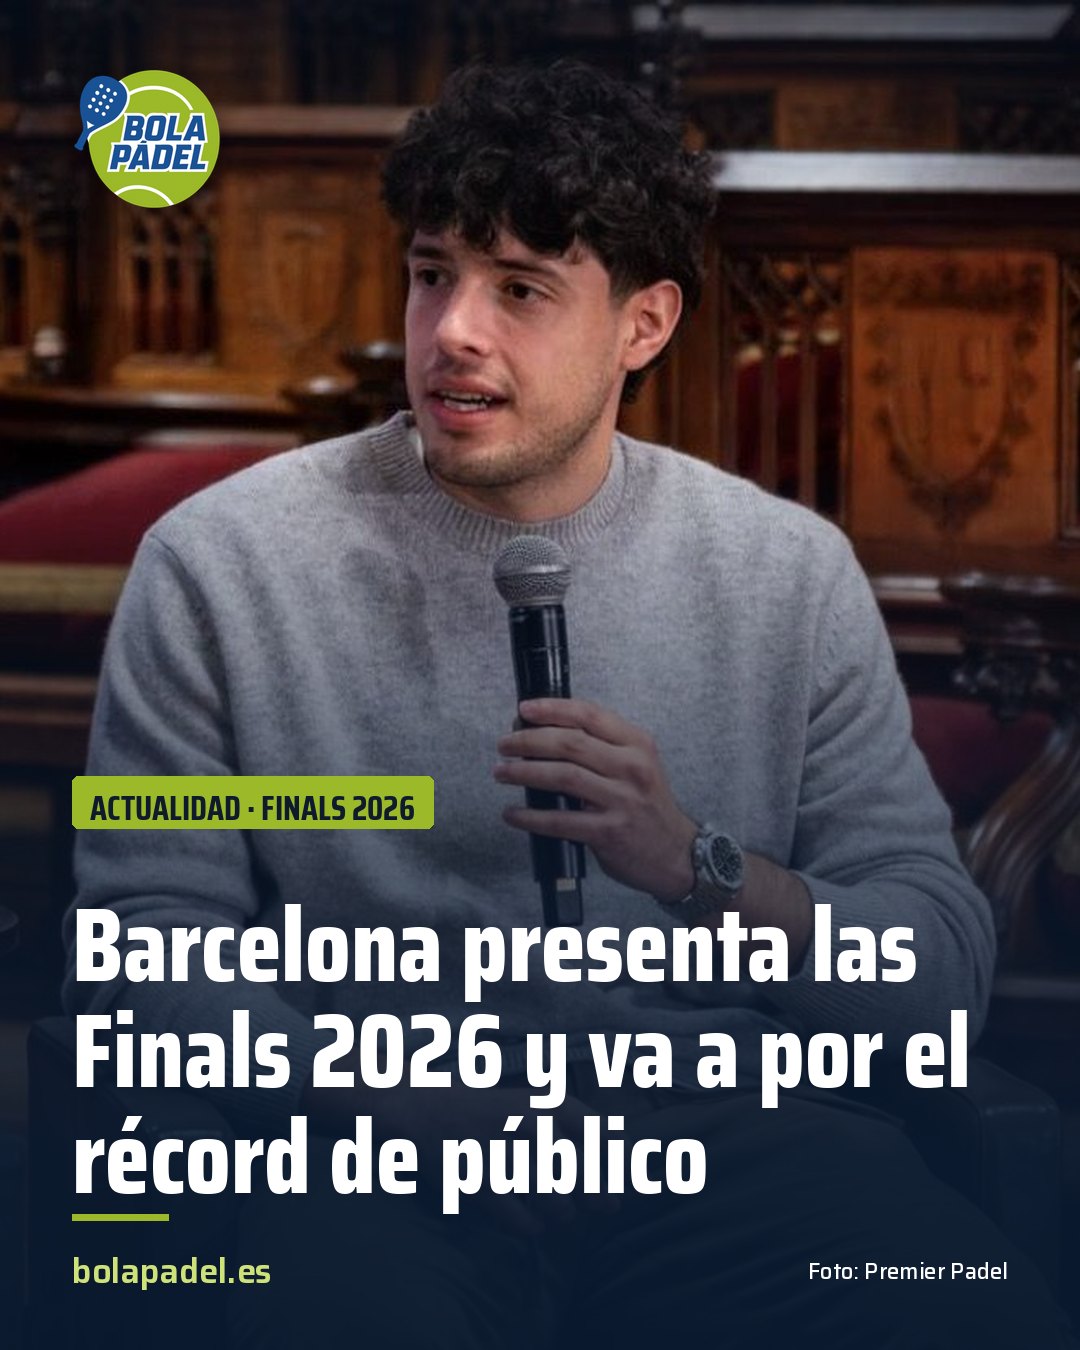 BOLA
PÁDEL
ACTUALIDAD · FINALS 2026
Barcelona presenta las
Finals 2026 y va a por el
récord de público
bolapadel.es
Foto: Premier Padel